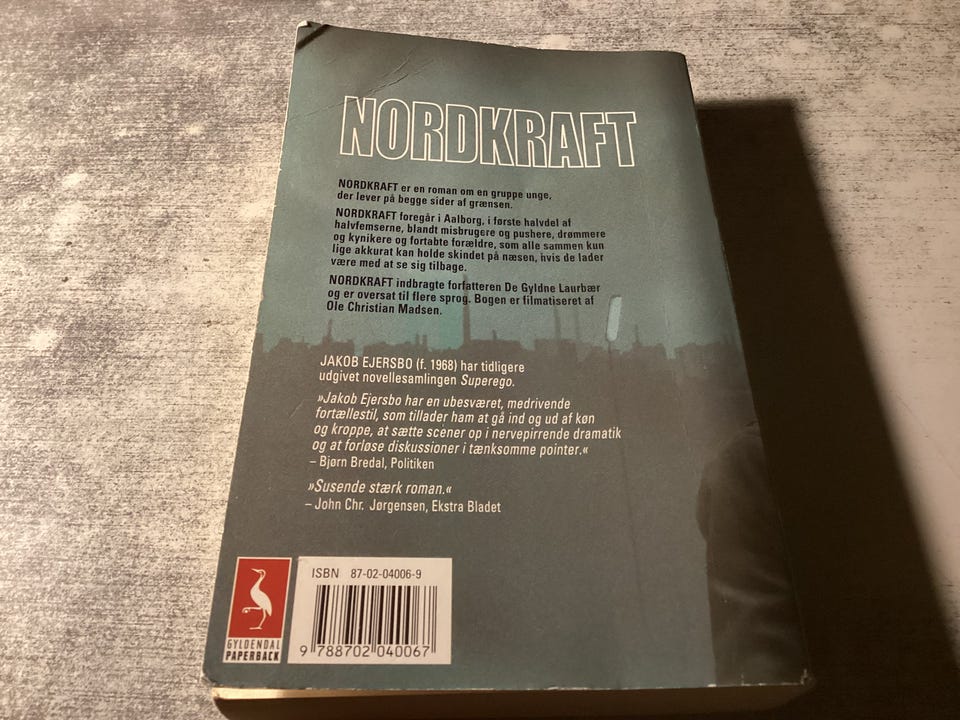 NORDKRAFT
NORDKRAFT er en roman om en gruppe unge,
der lever på begge sider af grænsen.
NORDKRAFT foregår i Aalborg, i første halvdel af
halvfemserne, blandt misbrugere og pushere, drømmere
og kynikere og fortabte forældre, som alle sammen kun
lige akkurat kan holde skindet på næsen, hvis de lader
være med at se sig tilbage.
NORDKRAFT indbragte forfatteren De Gyldne Laurbær
og er oversat til flere sprog. Bogen er filmatiseret af
Ole Christian Madsen.
JAKOB EJERSBO (f. 1968) har tidligere
udgivet novellesamlingen Superego.
»Jakob Ejersbo har en ubesværet, medrivende
fortællestil, som tillader ham at gå ind og ud af køn
og kroppe, at sætte scener op i nervepirrende dramatik
og at forløse diskussioner i tænksomme pointer.«
– Bjørn Bredal, Politiken
»Susende stærk roman.«
– John Chr. Jørgensen, Ekstra Bladet
ISBN 87-02-04006-9
9 788702 040067
GYLDENDAL
PAPERBACK